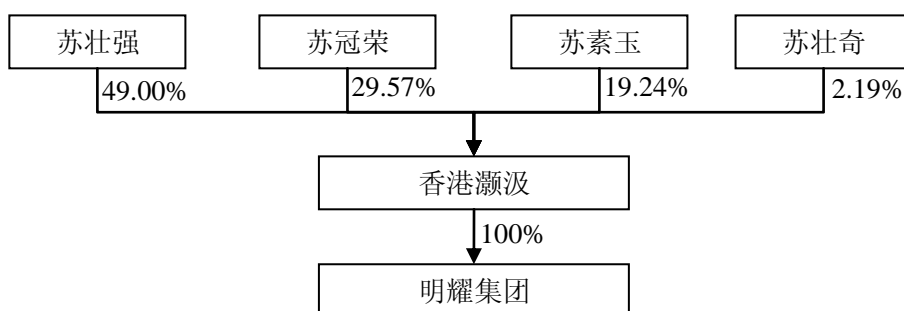 苏壮强 苏冠荣 苏素玉 苏壮奇
49.00% 29.57% 19.24% 2.19%
香港灏汲
100%
明耀集团